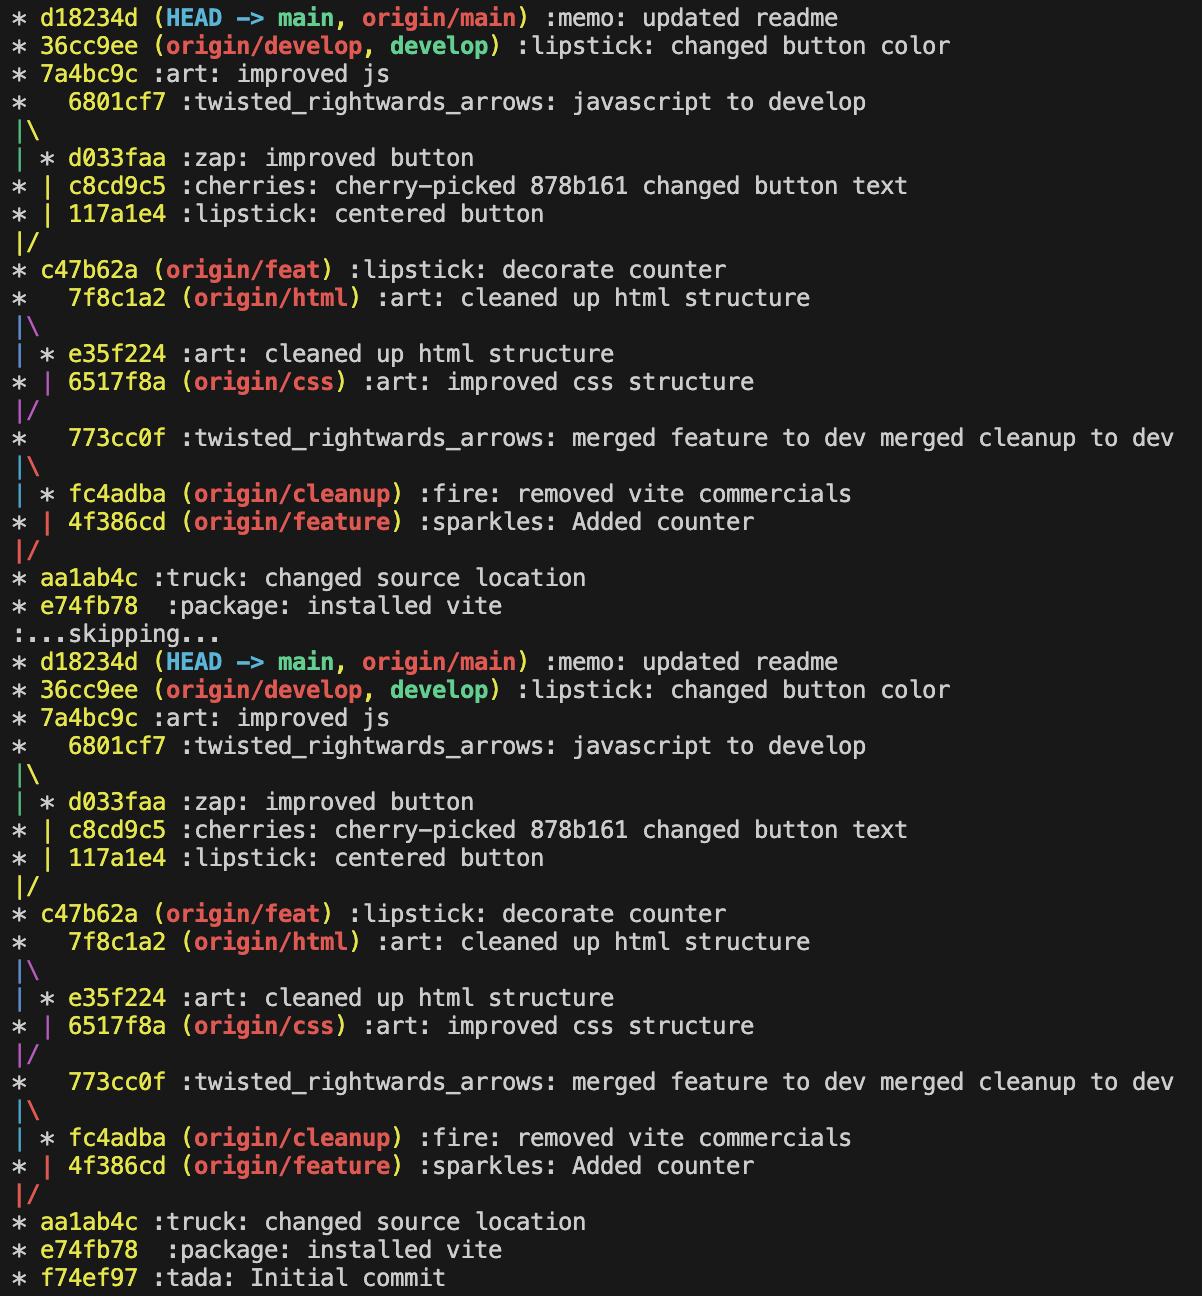 * d18234d (HEAD -> main, origin/main) :memo: updated readme
* 36cc9ee (origin/develop, develop) :lipstick: changed button color
* 7a4bc9c :art: improved js
*   6801cf7 :twisted_rightwards_arrows: javascript to develop
|\
| * d033faa :zap: improved button
* | c8cd9c5 :cherries: cherry-picked 878b161 changed button text
* | 117a1e4 :lipstick: centered button
|/
* c47b62a (origin/feat) :lipstick: decorate counter
*   7f8c1a2 (origin/html) :art: cleaned up html structure
|\
| * e35f224 :art: cleaned up html structure
* | 6517f8a (origin/css) :art: improved css structure
|/
*   773cc0f :twisted_rightwards_arrows: merged feature to dev merged cleanup to dev
|\
| * fc4adba (origin/cleanup) :fire: removed vite commercials
* | 4f386cd (origin/feature) :sparkles: Added counter
|/
* aa1ab4c :truck: changed source location
* e74fb78  :package: installed vite
:...skipping...
* d18234d (HEAD -> main, origin/main) :memo: updated readme
* 36cc9ee (origin/develop, develop) :lipstick: changed button color
* 7a4bc9c :art: improved js
*   6801cf7 :twisted_rightwards_arrows: javascript to develop
|\
| * d033faa :zap: improved button
* | c8cd9c5 :cherries: cherry-picked 878b161 changed button text
* | 117a1e4 :lipstick: centered button
|/
* c47b62a (origin/feat) :lipstick: decorate counter
*   7f8c1a2 (origin/html) :art: cleaned up html structure
|\
| * e35f224 :art: cleaned up html structure
* | 6517f8a (origin/css) :art: improved css structure
|/
*   773cc0f :twisted_rightwards_arrows: merged feature to dev merged cleanup to dev
|\
| * fc4adba (origin/cleanup) :fire: removed vite commercials
* | 4f386cd (origin/feature) :sparkles: Added counter
|/
* aa1ab4c :truck: changed source location
* e74fb78  :package: installed vite
* f74ef97 :tada: Initial commit